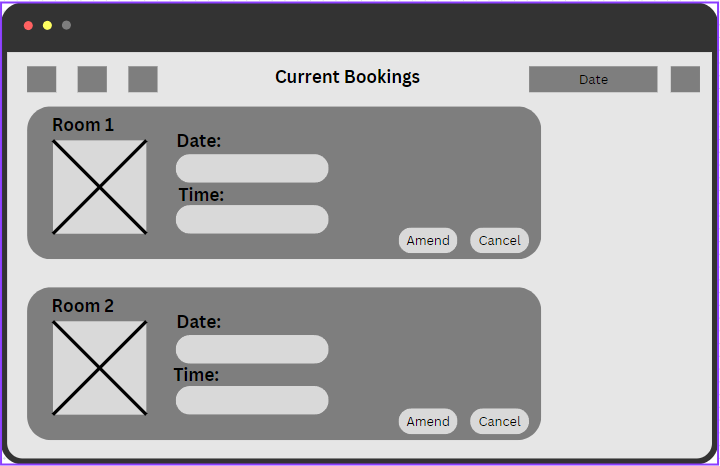 Current Bookings
Date
Room 1
Date:
Time:
Amend
Cancel
Room 2
Date:
Time:
Amend
Cancel